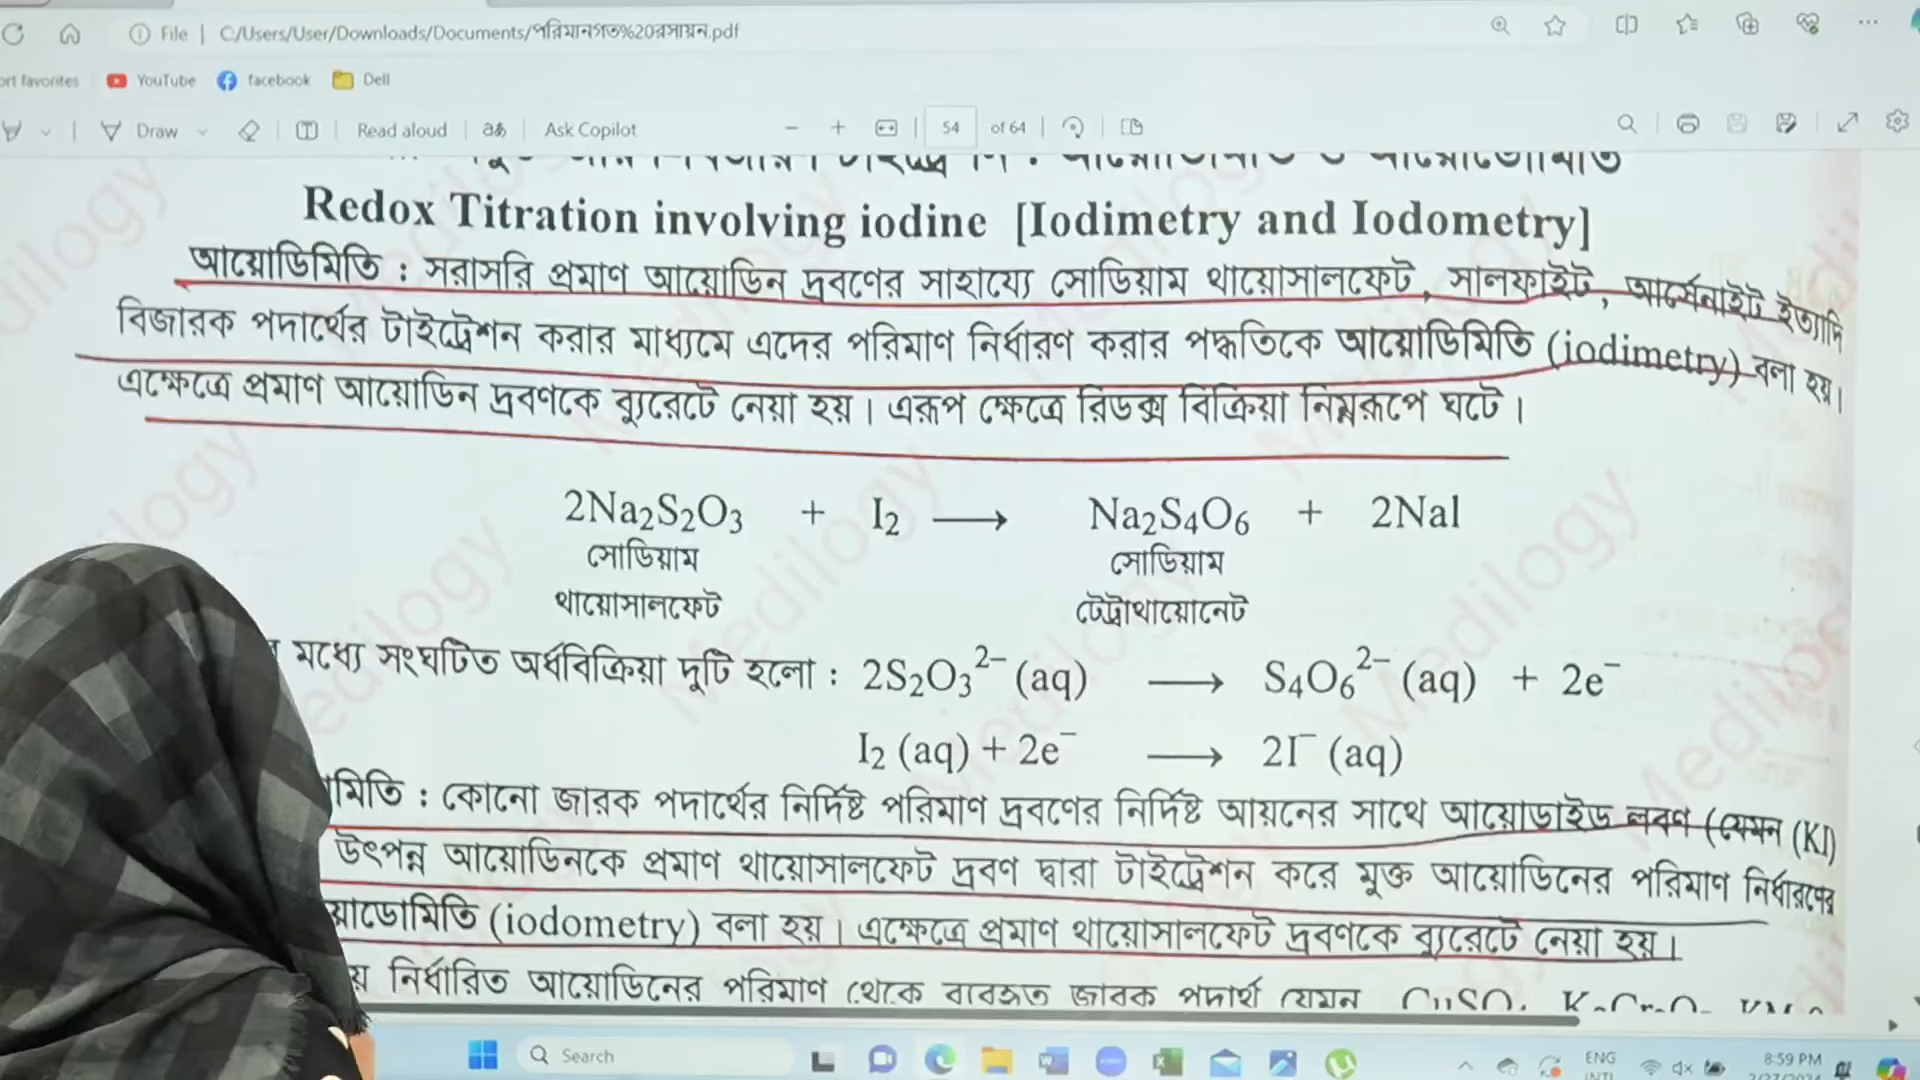 File | C:/Users/User/Downloads/Documents/পরিমানগত%20রসায়ন.pdf
ort favorites YouTube facebook Dell
Draw Read aloud Ask Copilot 54 of 64
Redox Titration involving iodine [Iodimetry and Iodometry]
আয়োডিমিতি : সরাসরি প্রমাণ আয়োডিন দ্রবণের সাহায্যে সোডিয়াম থায়োসালফেট, সালফাইট, আর্সেনাইট ইত্যাদি
বিজারক পদার্থের টাইট্রেশন করার মাধ্যমে এদের পরিমাণ নির্ধারণ করার পদ্ধতিকে আয়োডিমিতি (iodimetry) বলা হয়।
এক্ষেত্রে প্রমাণ আয়োডিন দ্রবণকে ব্যুরেটে নেয়া হয়। এরূপ ক্ষেত্রে রিডক্স বিক্রিয়া নিম্নরূপে ঘটে।
2Na₂S₂O₃ + I₂ ⟶ Na₂S₄O₆ + 2Nal
সোডিয়াম সোডিয়াম
থায়োসালফেট টেট্রাথায়োনেট
মধ্যে সংঘটিত অর্ধবিক্রিয়া দুটি হলো : 2S₂O₃²⁻ (aq) ⟶ S₄O₆²⁻ (aq) + 2e⁻
I₂ (aq) + 2e⁻ ⟶ 2I⁻ (aq)
মিতি : কোনো জারক পদার্থের নির্দিষ্ট পরিমাণ দ্রবণের নির্দিষ্ট আয়নের সাথে আয়োডাইড লবণ (যেমন (KI)
উৎপন্ন আয়োডিনকে প্রমাণ থায়োসালফেট দ্রবণ দ্বারা টাইট্রেশন করে মুক্ত আয়োডিনের পরিমাণ নির্ধারণের
য়োডোমিতি (iodometry) বলা হয়। এক্ষেত্রে প্রমাণ থায়োসালফেট দ্রবণকে ব্যুরেটে নেয়া হয়।
য় নির্ধারিত আয়োডিনের পরিমাণ থেকে ব্যবহৃত জারক পদার্থ যেমন
Search ENG 8:59 PM
Medilogy